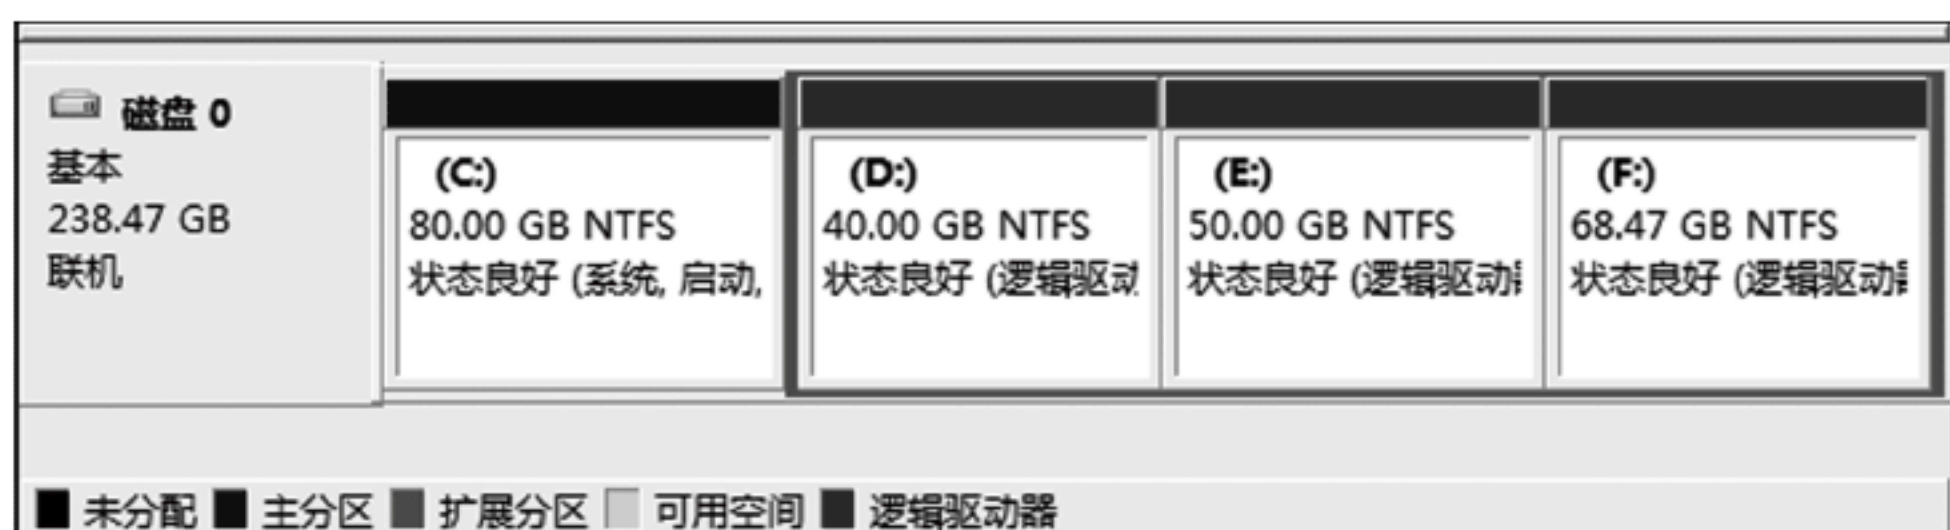 磁盘 0
基本
238.47 GB
联机
(C:)
80.00 GB NTFS
状态良好 (系统, 启动,
(D:)
40.00 GB NTFS
状态良好 (逻辑驱动
(E:)
50.00 GB NTFS
状态良好 (逻辑驱动
(F:)
68.47 GB NTFS
状态良好 (逻辑驱动
未分配 主分区 扩展分区 可用空间 逻辑驱动器